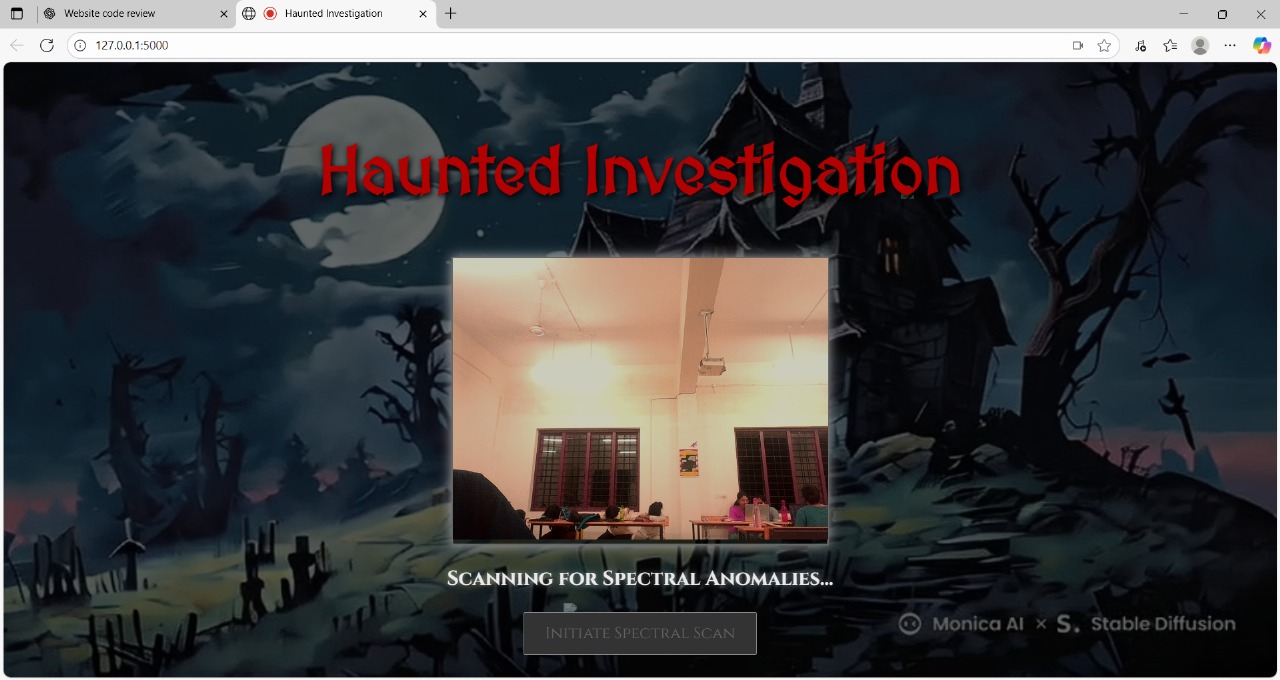 Website code review
Haunted Investigation
127.0.0.1:5000
Haunted Investigation
Scanning for Spectral Anomalies...
Initiate Spectral Scan
Monica AI × S. Stable Diffusion